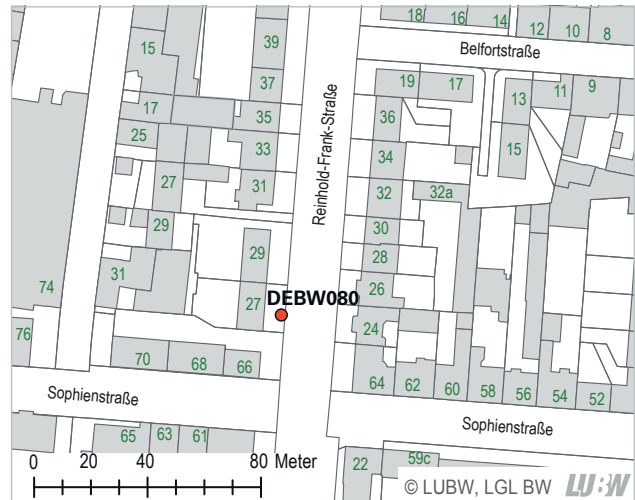 18 16 14 12 10 8
Belfortstraße
15 39
37 19 17 13 11 9
17 35 36
25 33 34 15
27 31 32 32a
Reinhold-Frank-Straße
29 30
29 28
31 26
74 27 DEBW080
76 24
70 68 66 64 62 60 58 56 54 52
Sophienstraße
Sophienstraße
65 63 61
22 59c
0 20 40 80 Meter
© LUBW, LGL BW LUBW